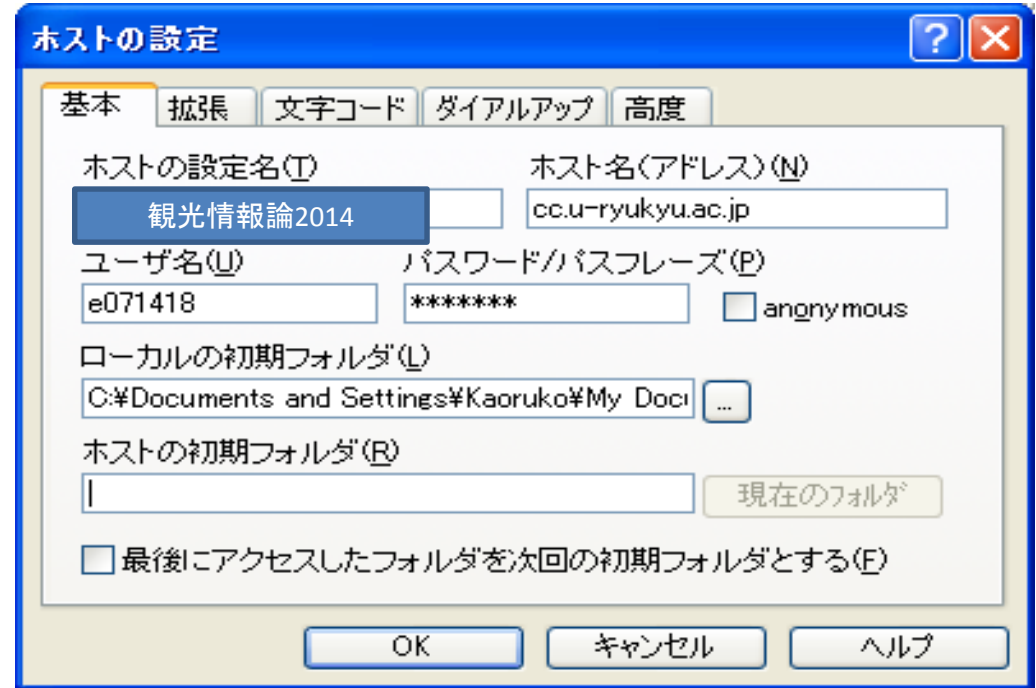 ホストの設定
基本 拡張 文字コード ダイアルアップ 高度
ホストの設定名(T) ホスト名(アドレス)(N)
観光情報論2014 cc.u-ryukyu.ac.jp
ユーザ名(U) パスワード/パスフレーズ(P)
e071418 ******* anonymous
ローカルの初期フォルダ(L)
C:¥Documents and Settings¥Kaoruko¥My Docu ...
ホストの初期フォルダ(R)
現在のフォルダ
最後にアクセスしたフォルダを次回の初期フォルダとする(F)
OK キャンセル ヘルプ